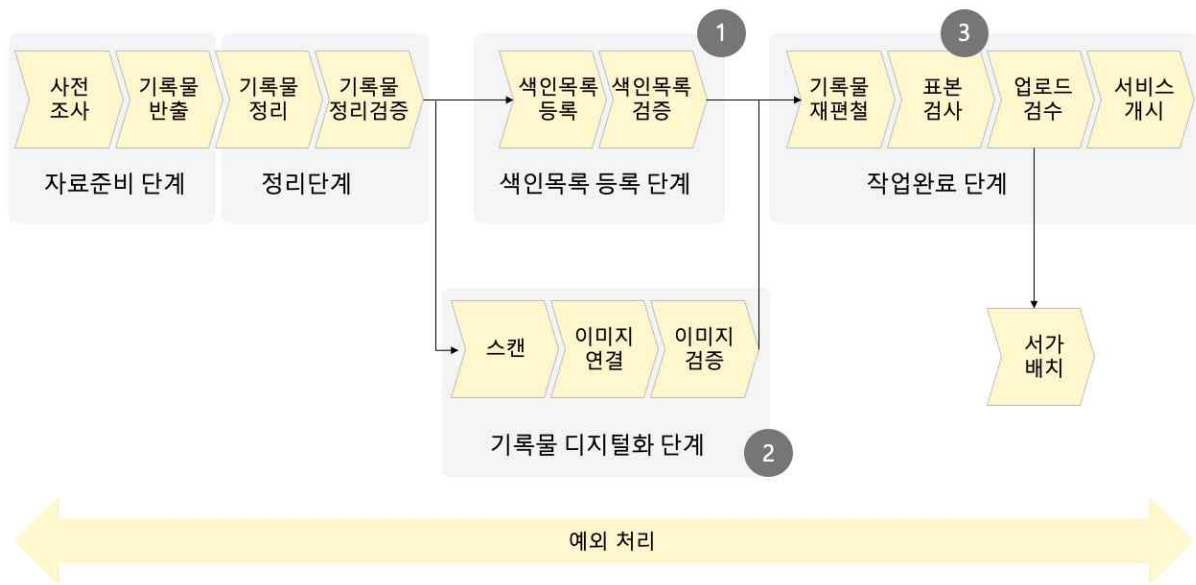 1
3
사전
조사
기록물
반출
기록물
정리
기록물
정리검증
색인목록
등록
색인목록
검증
기록물
재편철
표본
검사
업로드
검수
서비스
개시
자료준비 단계
정리단계
색인목록 등록 단계
작업완료 단계
스캔
이미지
연결
이미지
검증
서가
배치
기록물 디지털화 단계
2
예외 처리